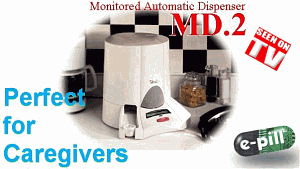 Monitored Automatic Dispenser
MD.2
SEEN ON
TV
Perfect
for
Caregivers
e-pill